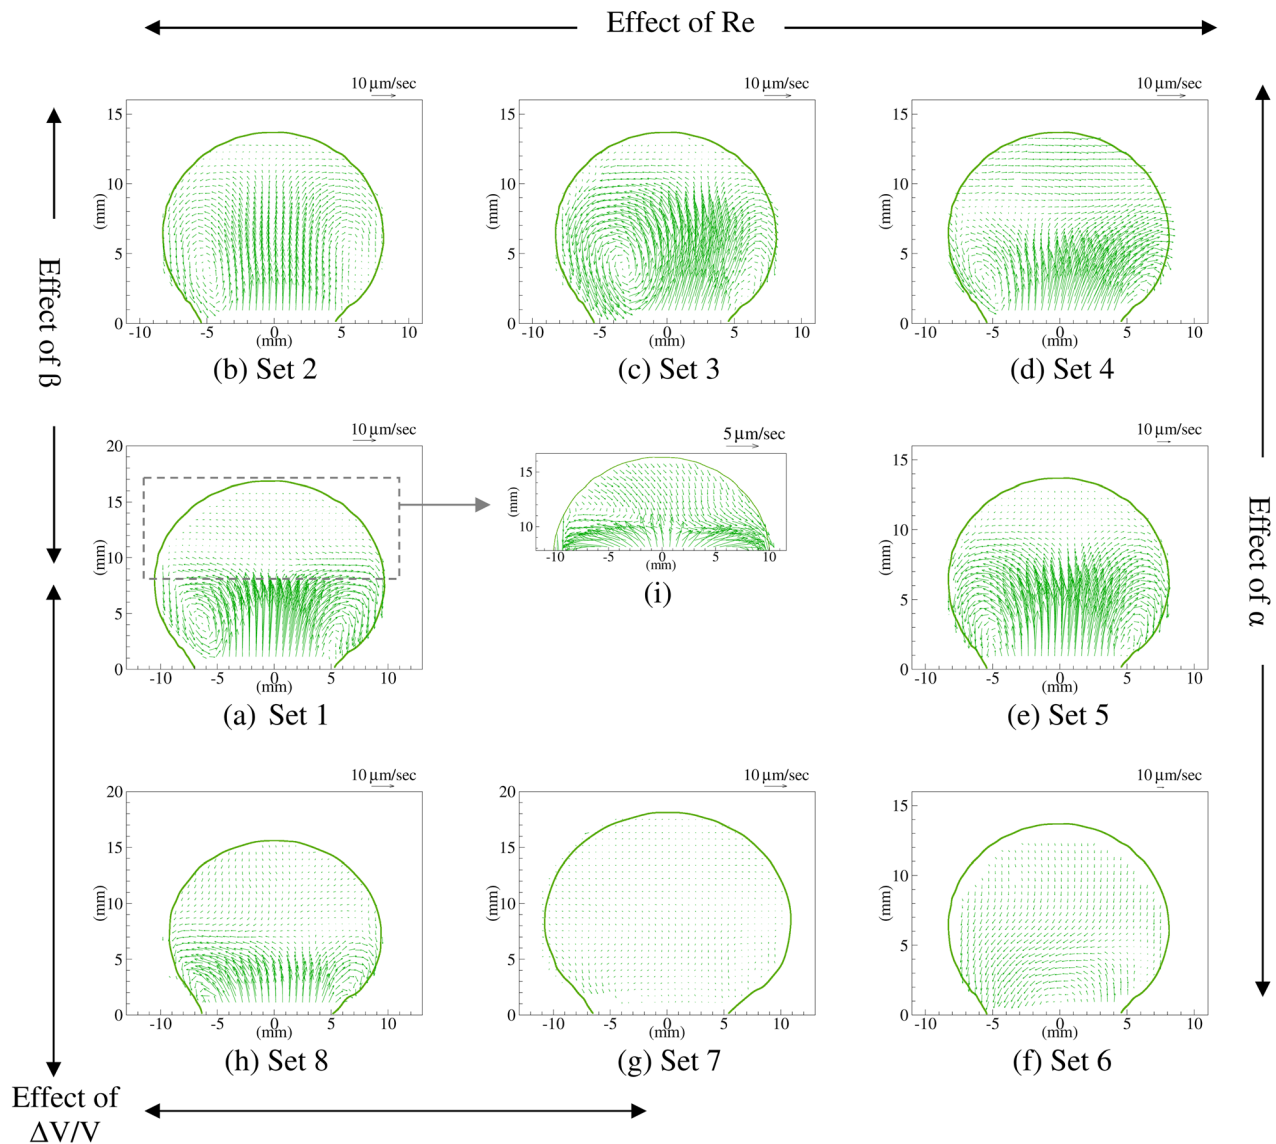 Effect of Re
10 μm/sec
15
10
5
0
(mm)
-10 -5 0 5 10
(mm)
(b) Set 2
10 μm/sec
15
10
5
0
(mm)
-10 -5 0 5 10
(mm)
(c) Set 3
10 μm/sec
15
10
5
0
(mm)
-10 -5 0 5 10
(mm)
(d) Set 4
Effect of ß
Effect of α
10 μm/sec
20
15
10
5
0
(mm)
-10 -5 0 5 10
(mm)
(a) Set 1
5 μm/sec
15
10
(mm)
-10 -5 0 5 10
(mm)
(i)
10 μm/sec
15
10
5
0
(mm)
-10 -5 0 5 10
(mm)
(e) Set 5
10 μm/sec
20
15
10
5
0
(mm)
-10 -5 0 5 10
(mm)
(h) Set 8
10 μm/sec
20
15
10
5
0
(mm)
-10 -5 0 5 10
(mm)
(g) Set 7
10 μm/sec
15
10
5
0
(mm)
-10 -5 0 5 10
(mm)
(f) Set 6
Effect of
ΔV/V